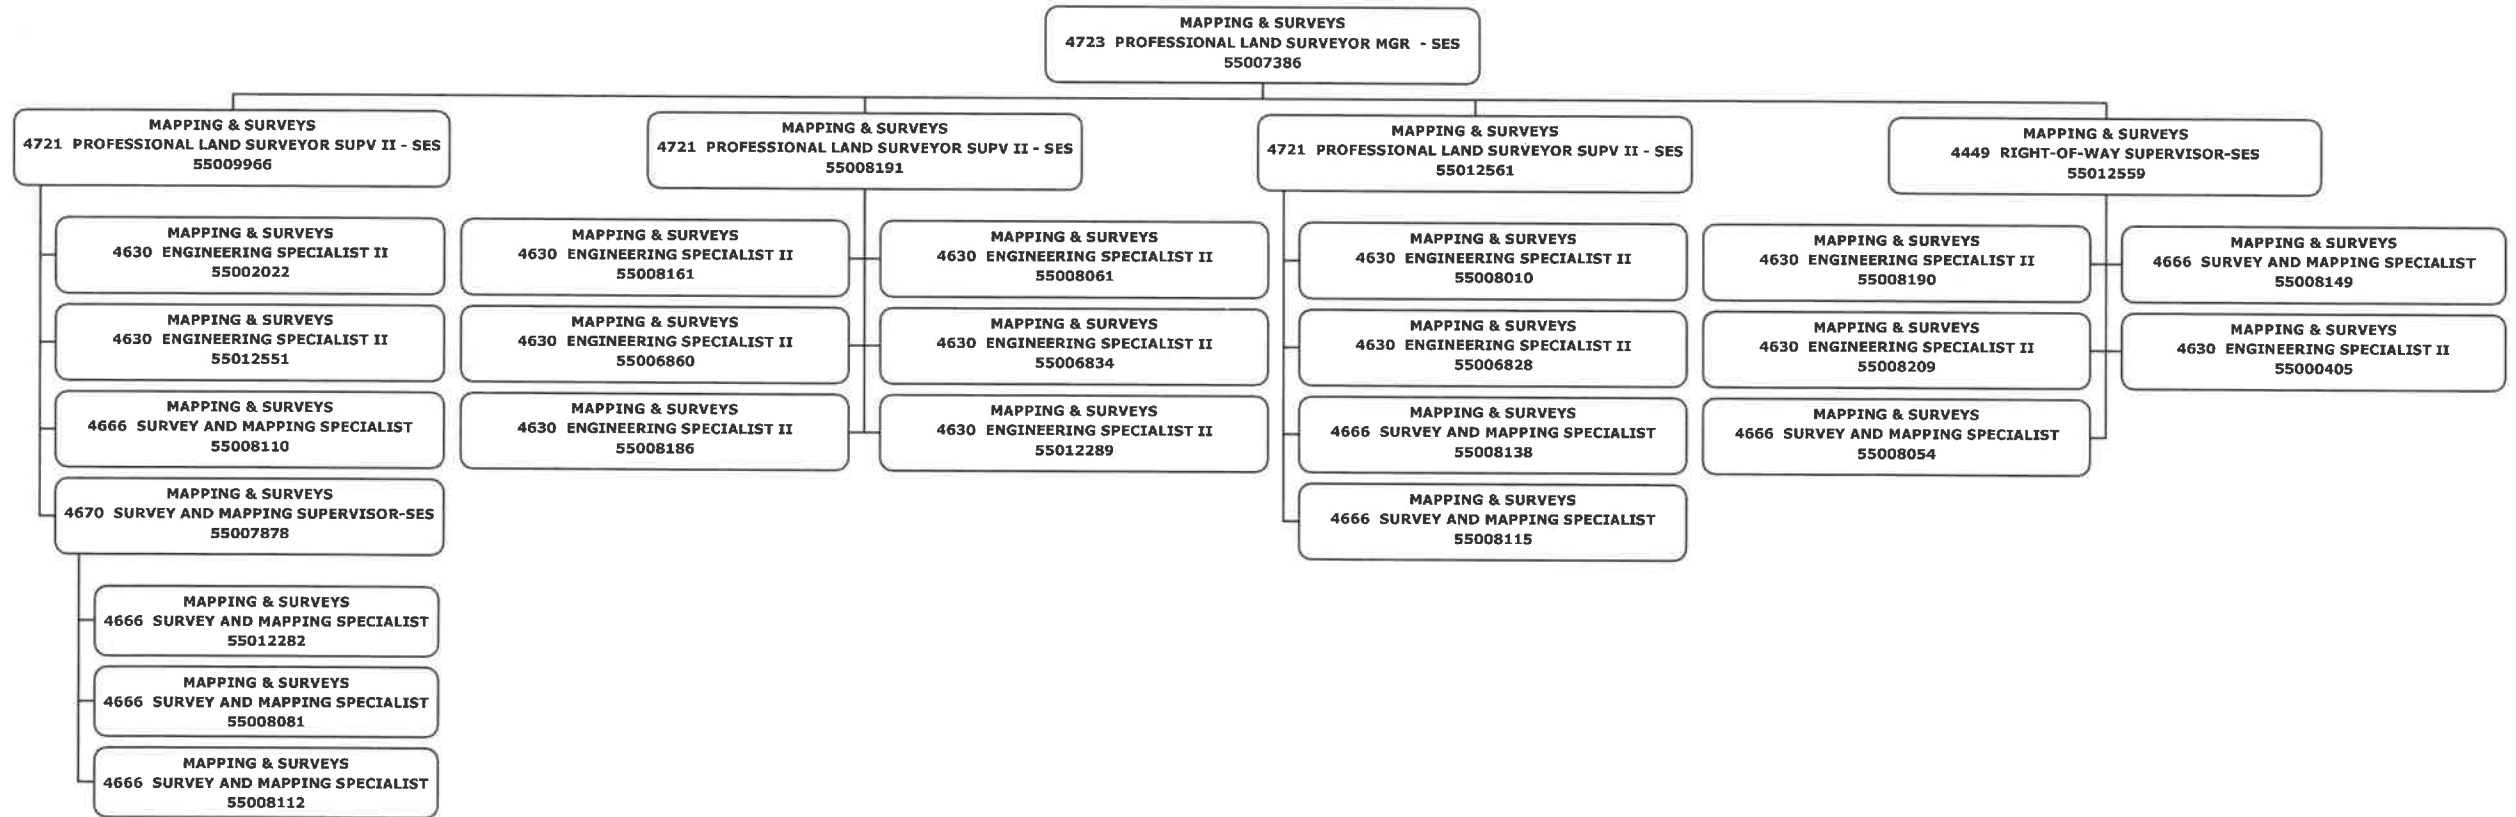 MAPPING & SURVEYS
4723 PROFESSIONAL LAND SURVEYOR MGR - SES
55007386
MAPPING & SURVEYS
4721 PROFESSIONAL LAND SURVEYOR SUPV II - SES
55009966
MAPPING & SURVEYS
4721 PROFESSIONAL LAND SURVEYOR SUPV II - SES
55008191
MAPPING & SURVEYS
4721 PROFESSIONAL LAND SURVEYOR SUPV II - SES
55012561
MAPPING & SURVEYS
4449 RIGHT-OF-WAY SUPERVISOR-SES
55012559
MAPPING & SURVEYS
4630 ENGINEERING SPECIALIST II
55002022
MAPPING & SURVEYS
4630 ENGINEERING SPECIALIST II
55012551
MAPPING & SURVEYS
4666 SURVEY AND MAPPING SPECIALIST
55008110
MAPPING & SURVEYS
4670 SURVEY AND MAPPING SUPERVISOR-SES
55007878
MAPPING & SURVEYS
4666 SURVEY AND MAPPING SPECIALIST
55012282
MAPPING & SURVEYS
4666 SURVEY AND MAPPING SPECIALIST
55008081
MAPPING & SURVEYS
4666 SURVEY AND MAPPING SPECIALIST
55008112
MAPPING & SURVEYS
4630 ENGINEERING SPECIALIST II
55008161
MAPPING & SURVEYS
4630 ENGINEERING SPECIALIST II
55008061
MAPPING & SURVEYS
4630 ENGINEERING SPECIALIST II
55006860
MAPPING & SURVEYS
4630 ENGINEERING SPECIALIST II
55006834
MAPPING & SURVEYS
4630 ENGINEERING SPECIALIST II
55008186
MAPPING & SURVEYS
4630 ENGINEERING SPECIALIST II
55012289
MAPPING & SURVEYS
4630 ENGINEERING SPECIALIST II
55008010
MAPPING & SURVEYS
4630 ENGINEERING SPECIALIST II
55006828
MAPPING & SURVEYS
4666 SURVEY AND MAPPING SPECIALIST
55008138
MAPPING & SURVEYS
4666 SURVEY AND MAPPING SPECIALIST
55008115
MAPPING & SURVEYS
4630 ENGINEERING SPECIALIST II
55008190
MAPPING & SURVEYS
4666 SURVEY AND MAPPING SPECIALIST
55008149
MAPPING & SURVEYS
4630 ENGINEERING SPECIALIST II
55008209
MAPPING & SURVEYS
4630 ENGINEERING SPECIALIST II
55000405
MAPPING & SURVEYS
4666 SURVEY AND MAPPING SPECIALIST
55008054